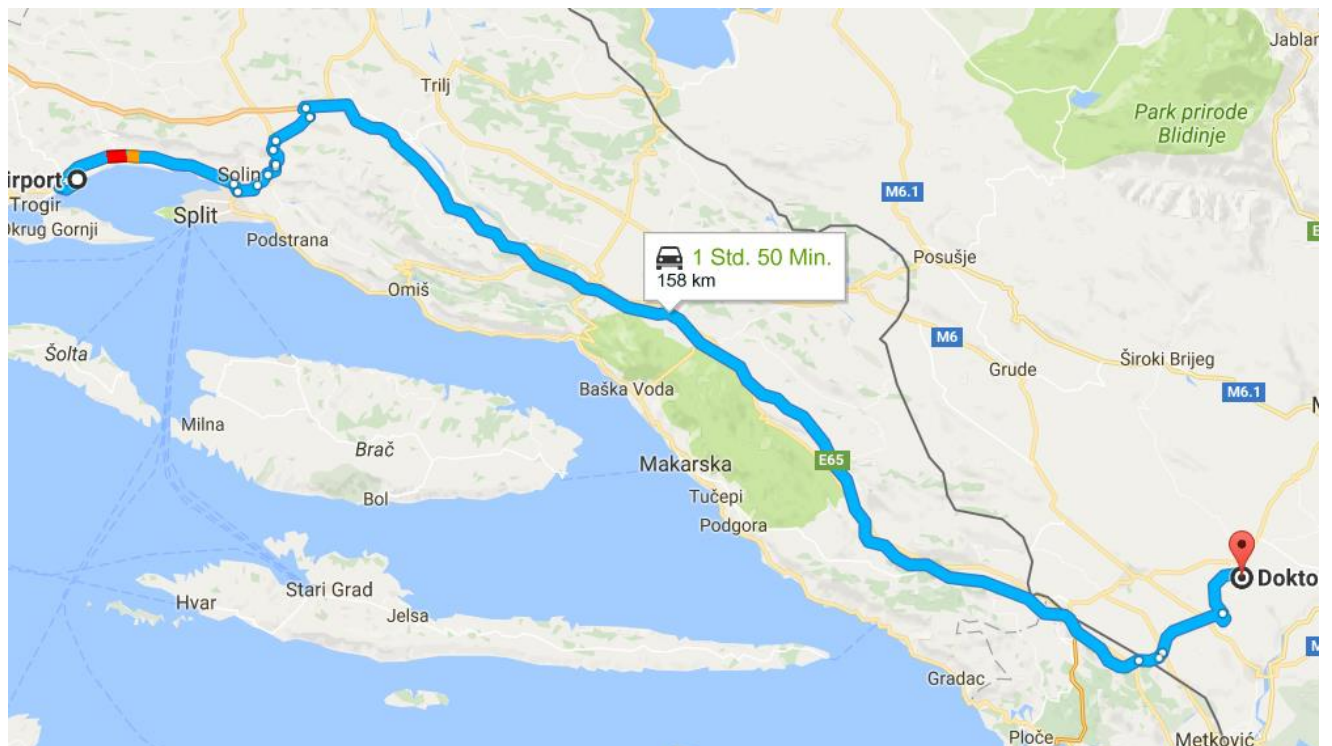 Jablan
Trilj
Park prirode
Blidinje
irport
Solin
M6.1
Trogir
Split
Okrug Gornji
Podstrana
E
1 Std. 50 Min.
158 km
Posušje
Omiš
M6
Šolta
Široki Brijeg
Grude
Baška Voda
M6.1
M
Milna
Brač
Makarska
E65
Bol
Tučepi
Podgora
Dokto
Stari Grad
Hvar
Jelsa
M
Gradac
Ploče
Metković